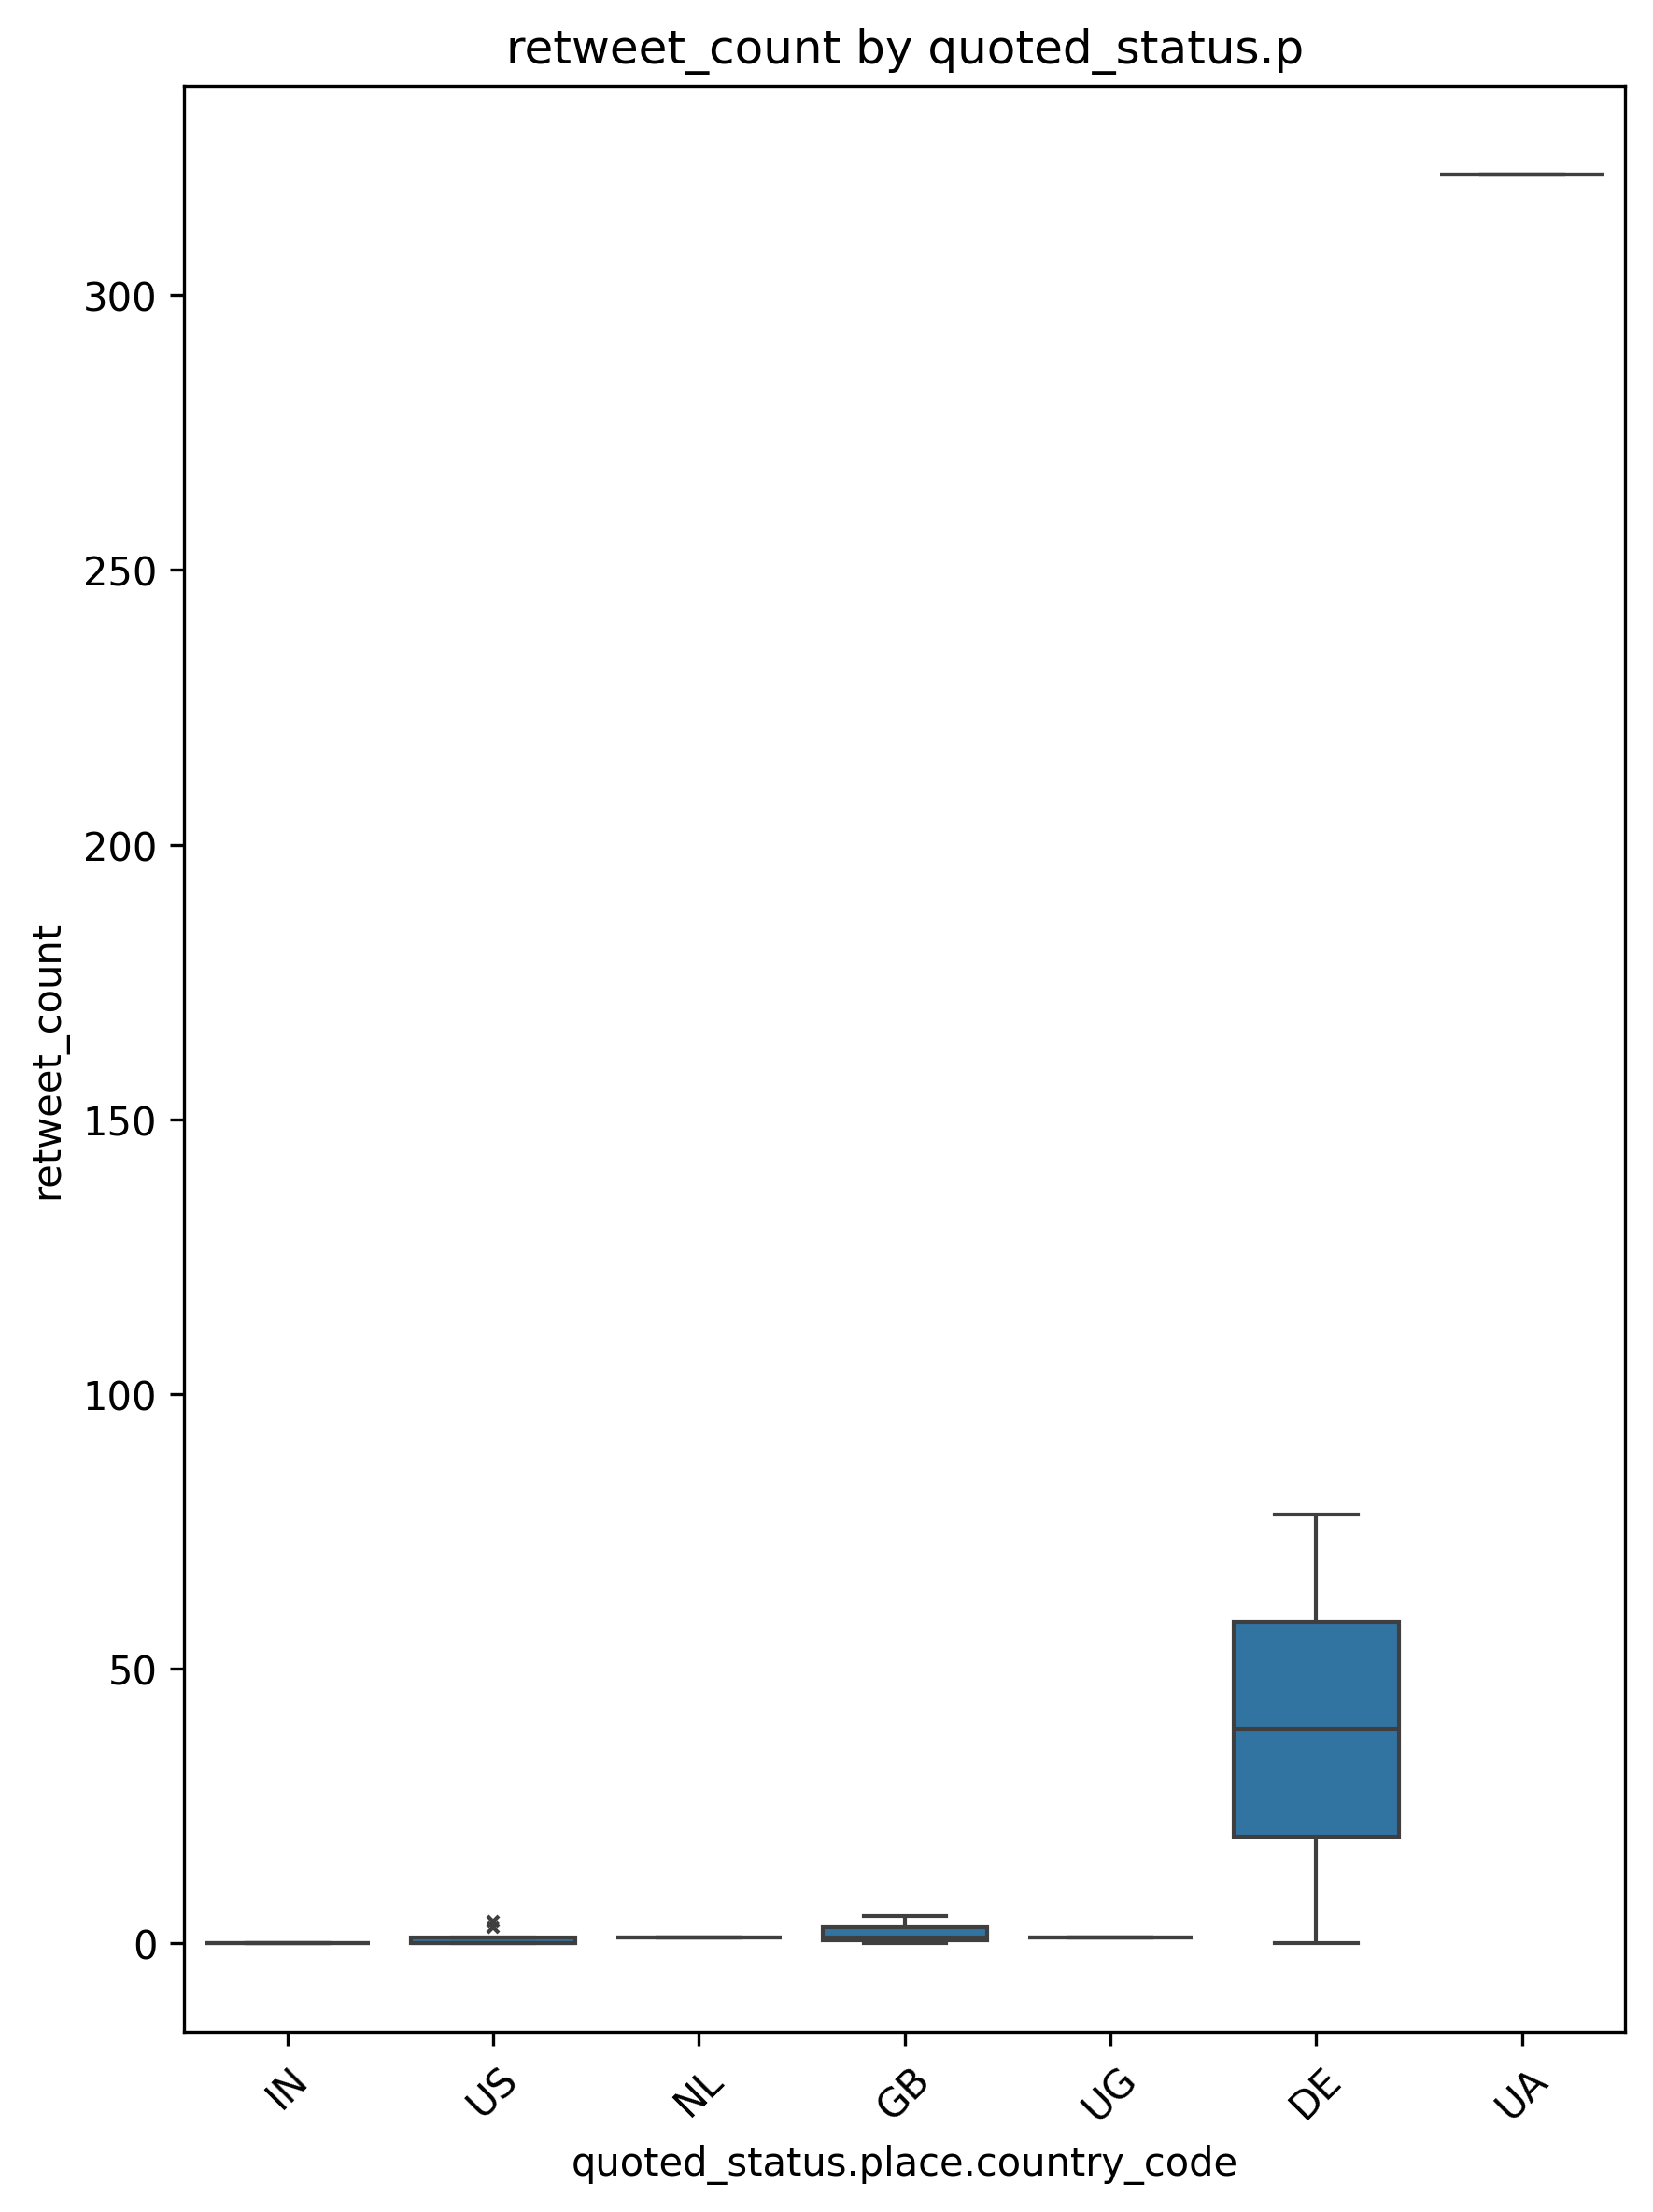 retweet_count by quoted_status.p
retweet_count
300
250
200
150
100
50
0
IN
US
NL
GB
UG
DE
UA
quoted_status.place.country_code